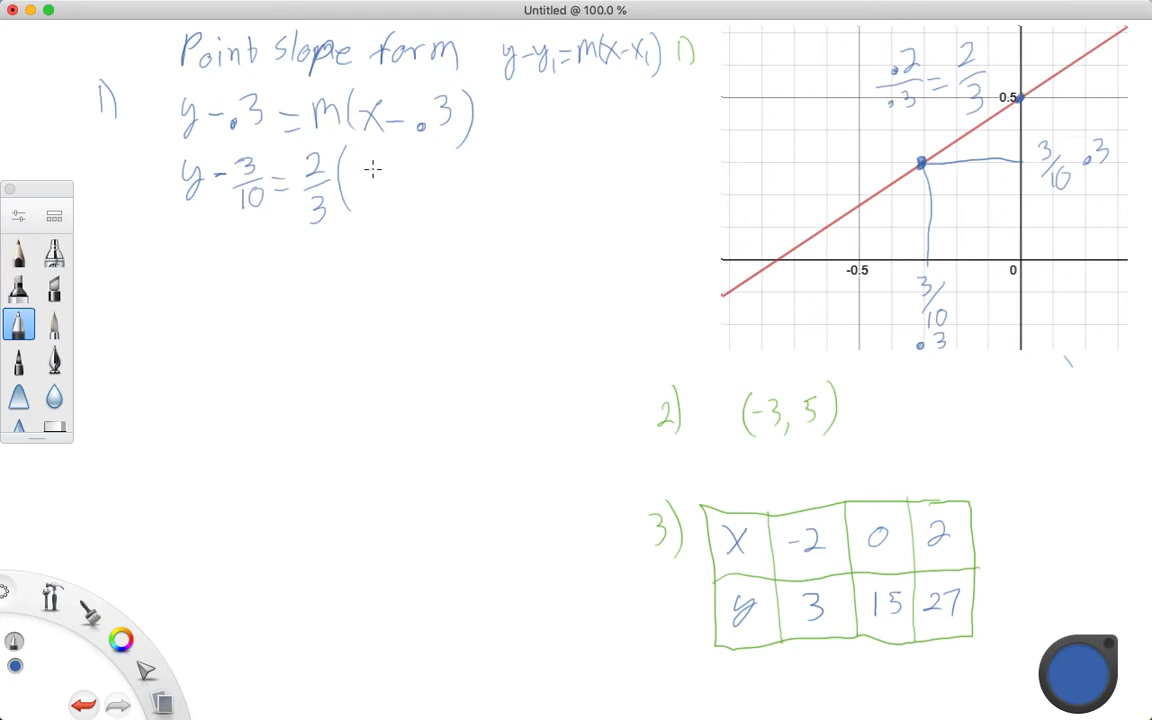 Untitled @ 100.0 %
Point slope form y-y₁=m(x-x₁) 1)
1) y-.3=m(x-.3)
y-3/10=2/3(
.2/.3=2/3
0.5
3/10 .3
-0.5 0
3/10
.3
2) (-3,5)
3) x -2 0 2
y 3 15 27